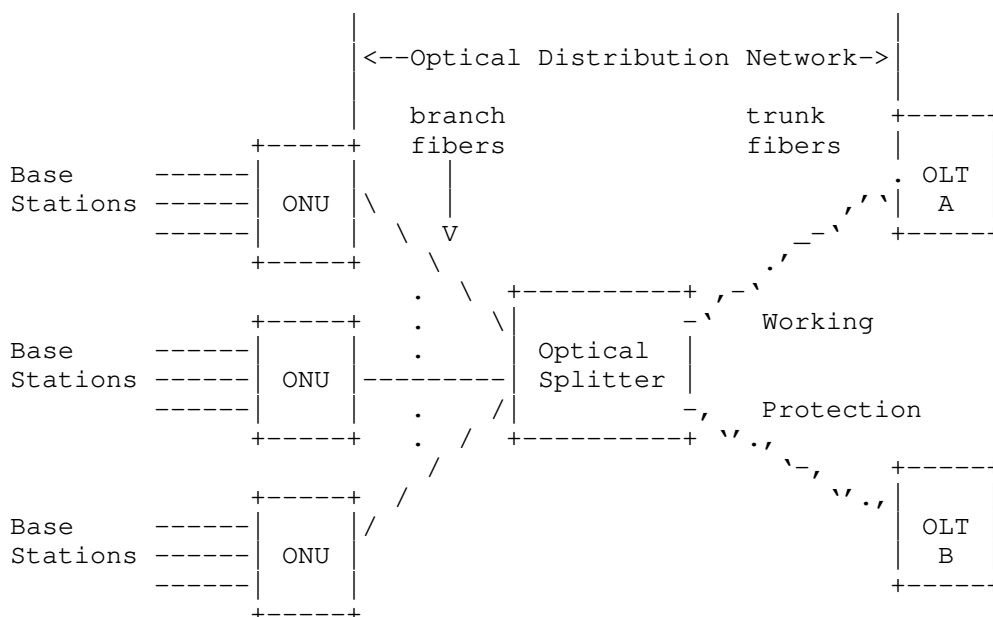 <--Optical Distribution Network->
branch trunk
fibers fibers
Base OLT
Stations ONU A
V
Working
Base Optical
Stations ONU Splitter
Protection
Base OLT
Stations ONU B